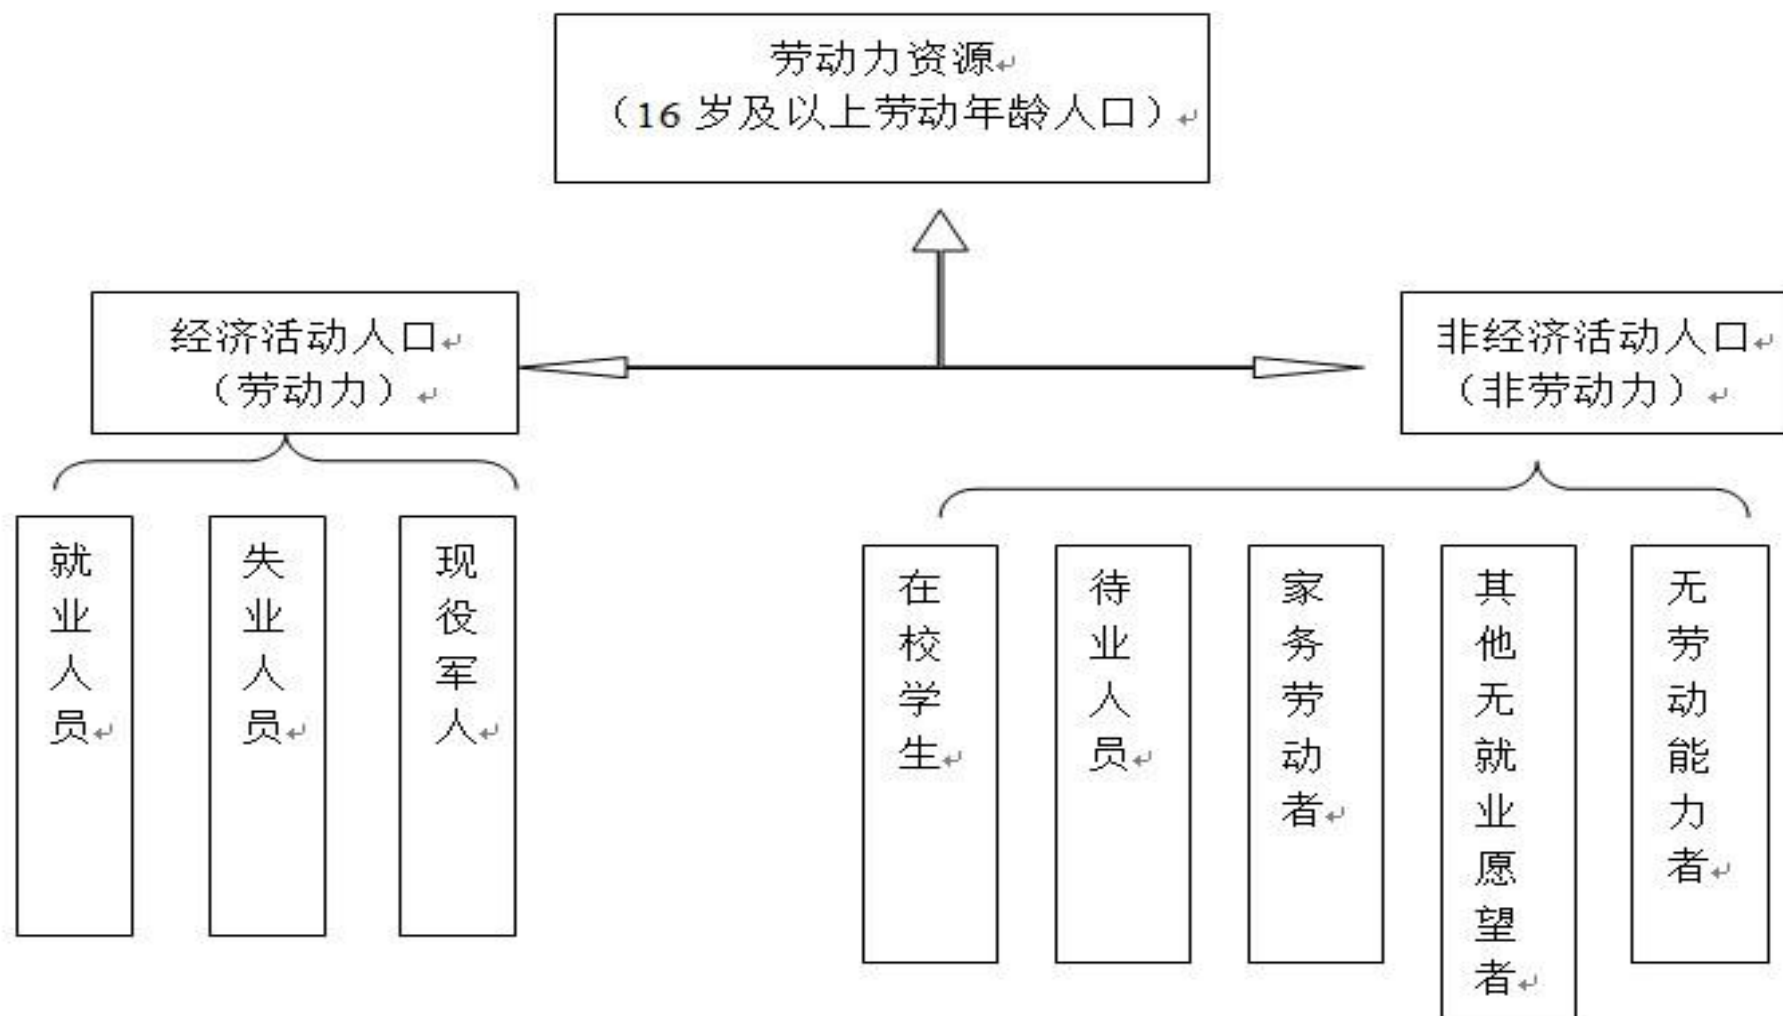 劳动力资源
（16 岁及以上劳动年龄人口）
经济活动人口
（劳动力）
非经济活动人口
（非劳动力）
就业人员
失业人员
现役军人
在校学生
待业人员
家务劳动者
其他无就业愿望者
无劳动能力者